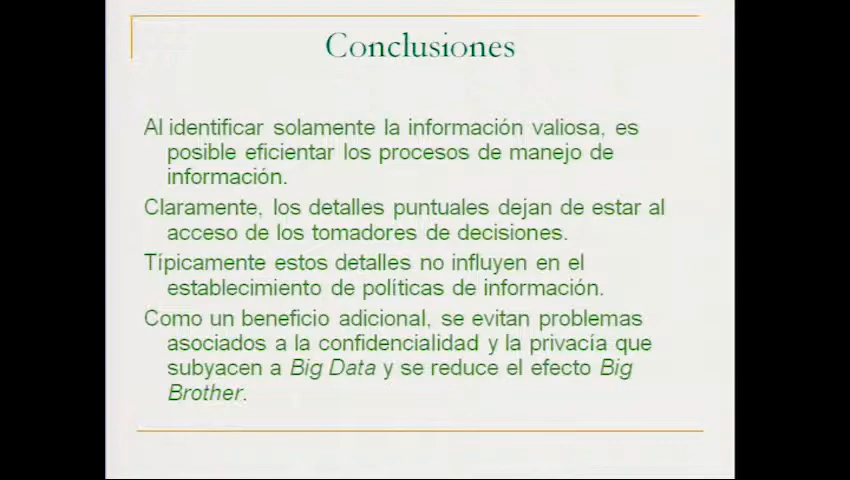 Conclusiones
Al identificar solamente la información valiosa, es
posible eficientar los procesos de manejo de
información.
Claramente, los detalles puntuales dejan de estar al
acceso de los tomadores de decisiones.
Típicamente estos detalles no influyen en el
establecimiento de políticas de información.
Como un beneficio adicional, se evitan problemas
asociados a la confidencialidad y la privacía que
subyacen a Big Data y se reduce el efecto Big
Brother.